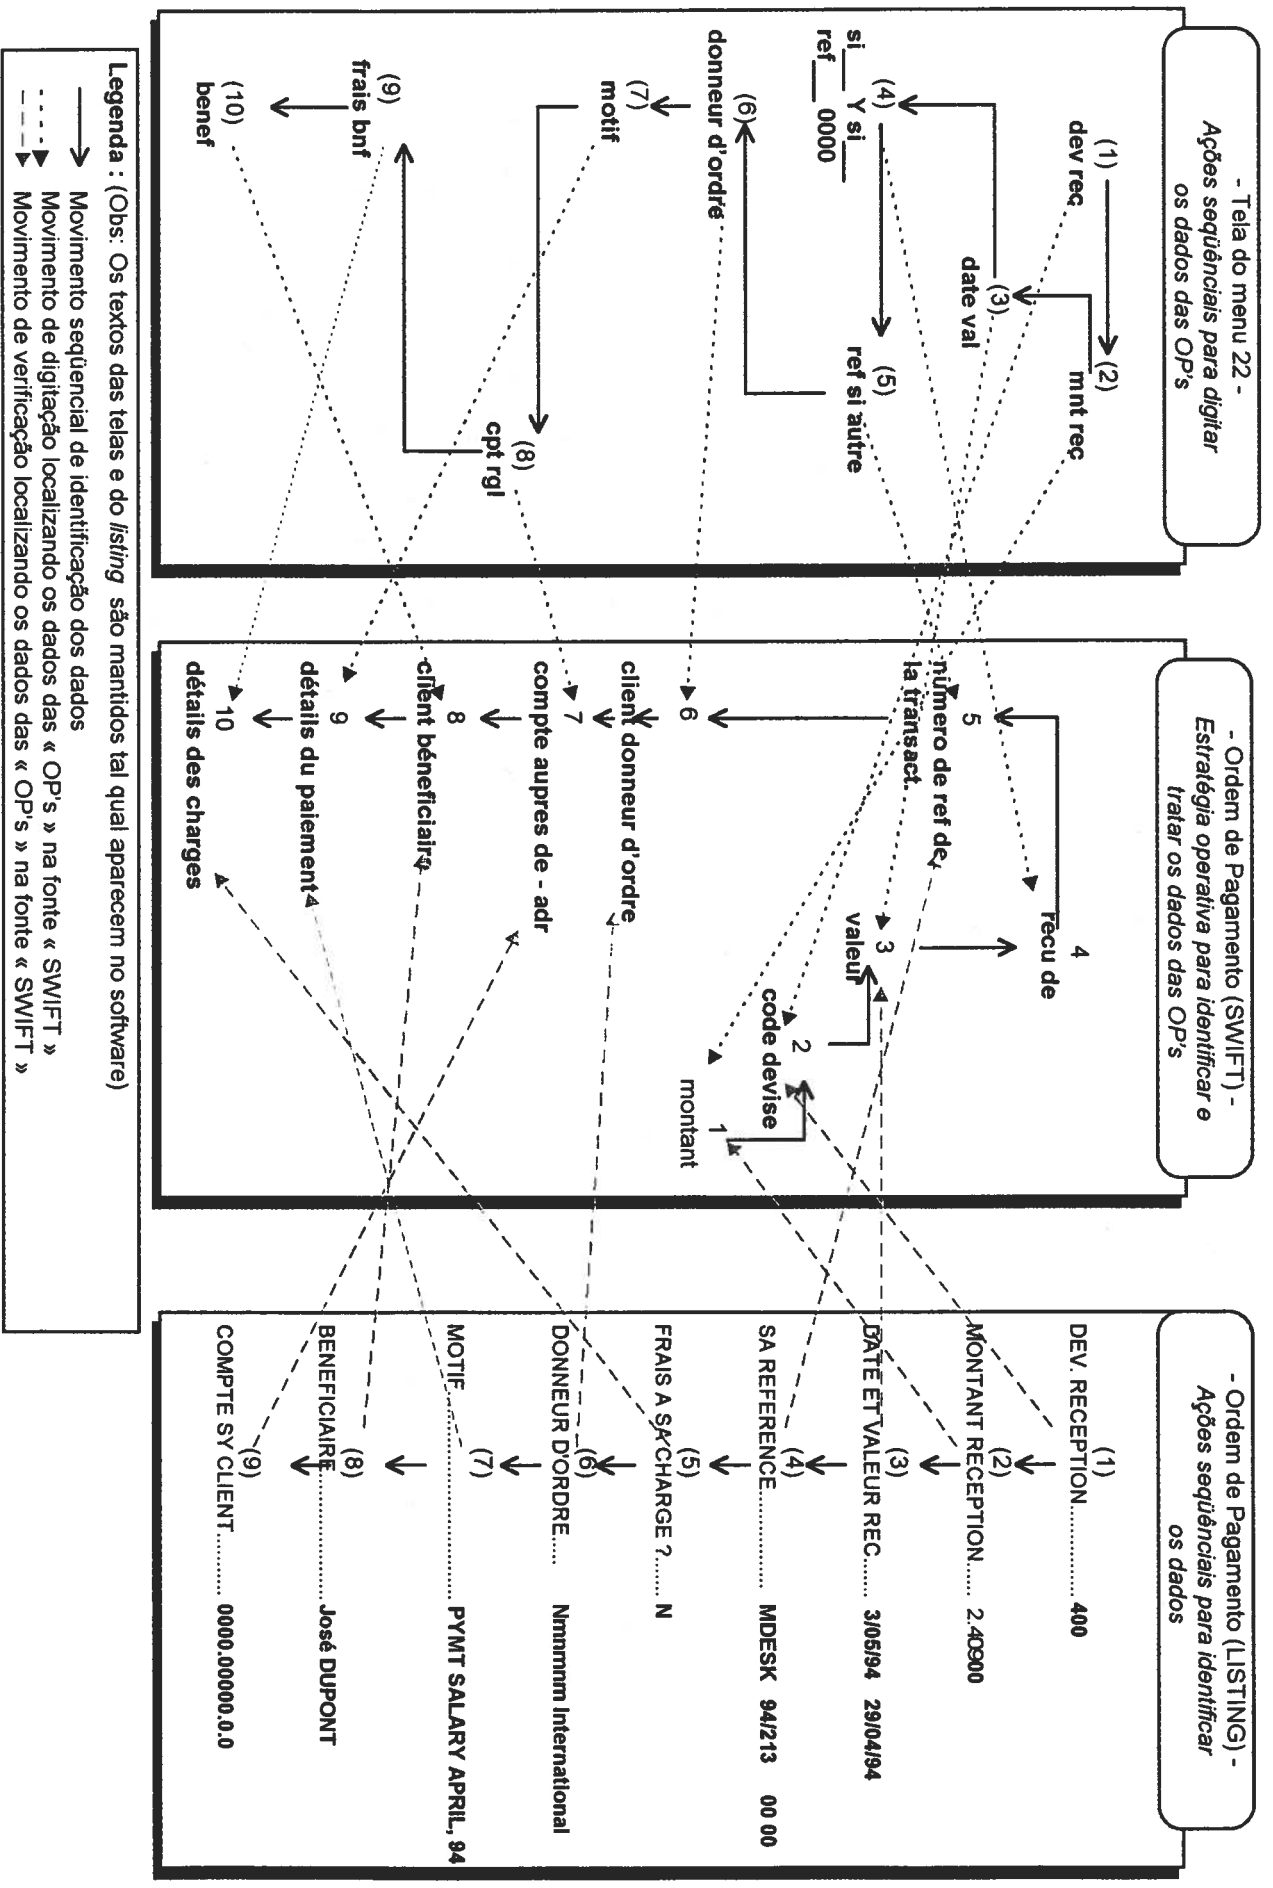 - Tela do menu 22 -
Ações seqüênciais para digitar
os dados das OP's
(1)
dev rec
(2)
mnt rec
(3)
date val
(4)
si ___ Y si ___
ref ___ 0000
(5)
ref si autre
(6)
donneur d'ordre
(7)
motif
(8)
cpt rgl
(9)
frais bnf
(10)
benef
- Ordem de Pagamento (SWIFT) -
Estratégia operativa para identificar e
tratar os dados das OP's
4
recu de
5
número de ref de
la transact.
3
valeur
2
code devise
1
montant
6
client donneur d'ordre
7
compte aupres de - adr
8
client béneficiaire
9
détails du paiement
10
détails des charges
- Ordem de Pagamento (LISTING) -
Ações seqüênciais para identificar
os dados
(1)
DEV. RECEPTION............ 400
(2)
MONTANT RECEPTION...... 2.40900
(3)
DATE ET VALEUR REC....... 3/05/94 29/04/94
(4)
SA REFERENCE............... MDESK 94/213 00 00
(5)
FRAIS A SA CHARGE ?....... N
(6)
DONNEUR D'ORDRE..... Nmnmnm International
(7)
MOTIF.............................. PYMT SALARY APRIL, 94
(8)
BENEFICIAIRE....................José DUPONT
(9)
COMPTE SY CLIENT.......... 0000.00000.0.0
Legenda : (Obs: Os textos das telas e do listing são mantidos tal qual aparecem no software)
Movimento seqüencial de identificação dos dados
Movimento de digitação localizando os dados das « OP's » na fonte « SWIFT »
Movimento de verificação localizando os dados das « OP's » na fonte « SWIFT »